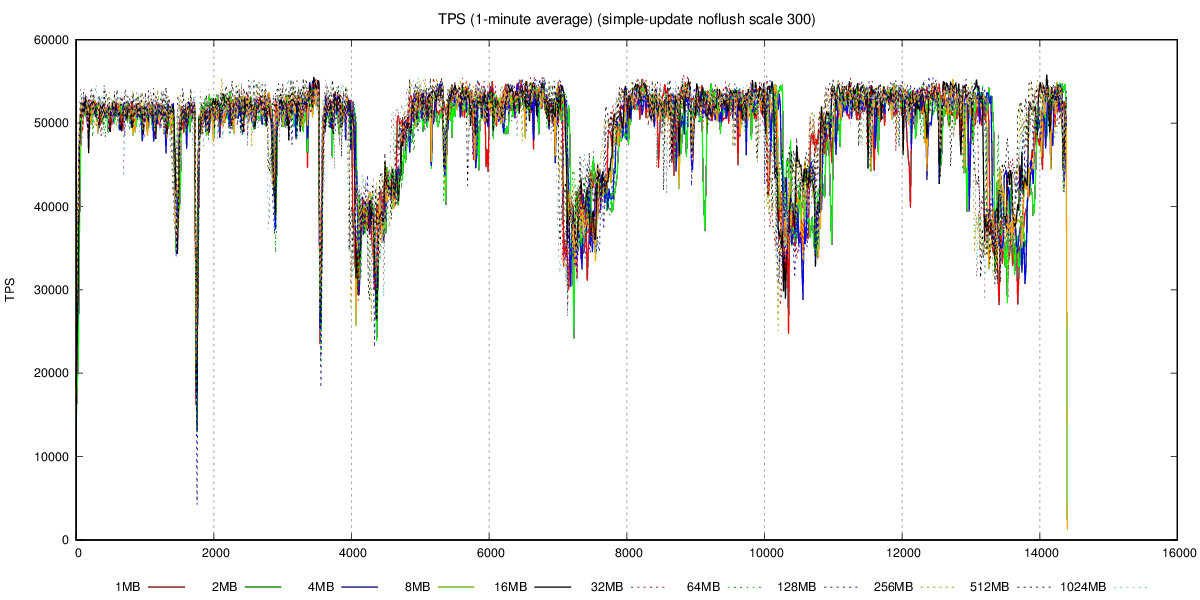 TPS (1-minute average) (simple-update noflush scale 300)
60000
50000
40000
30000
20000
10000
0
TPS
0 2000 4000 6000 8000 10000 12000 14000 16000
1MB 2MB 4MB 8MB 16MB 32MB 64MB 128MB 256MB 512MB 1024MB